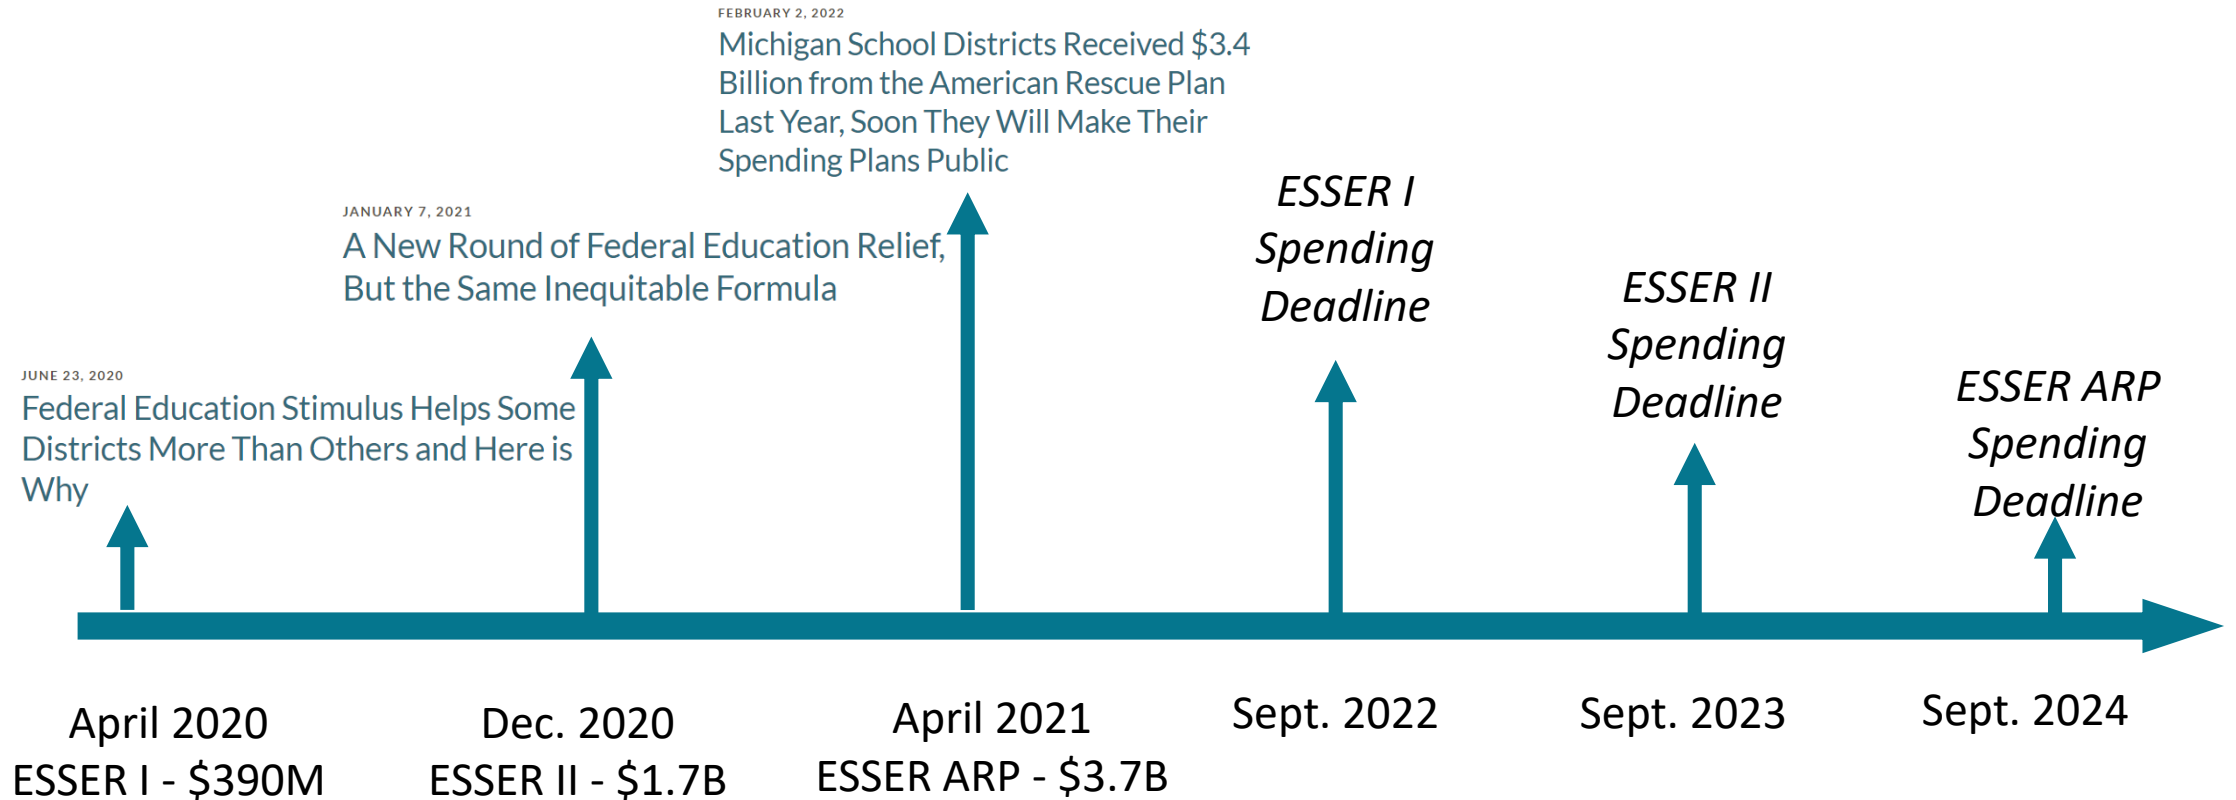 FEBRUARY 2, 2022
Michigan School Districts Received $3.4
Billion from the American Rescue Plan
Last Year, Soon They Will Make Their
Spending Plans Public
JANUARY 7, 2021
A New Round of Federal Education Relief,
But the Same Inequitable Formula
JUNE 23, 2020
Federal Education Stimulus Helps Some
Districts More Than Others and Here is
Why
ESSER I
Spending
Deadline
ESSER II
Spending
Deadline
ESSER ARP
Spending
Deadline
April 2020
ESSER I - $390M
Dec. 2020
ESSER II - $1.7B
April 2021
ESSER ARP - $3.7B
Sept. 2022
Sept. 2023
Sept. 2024